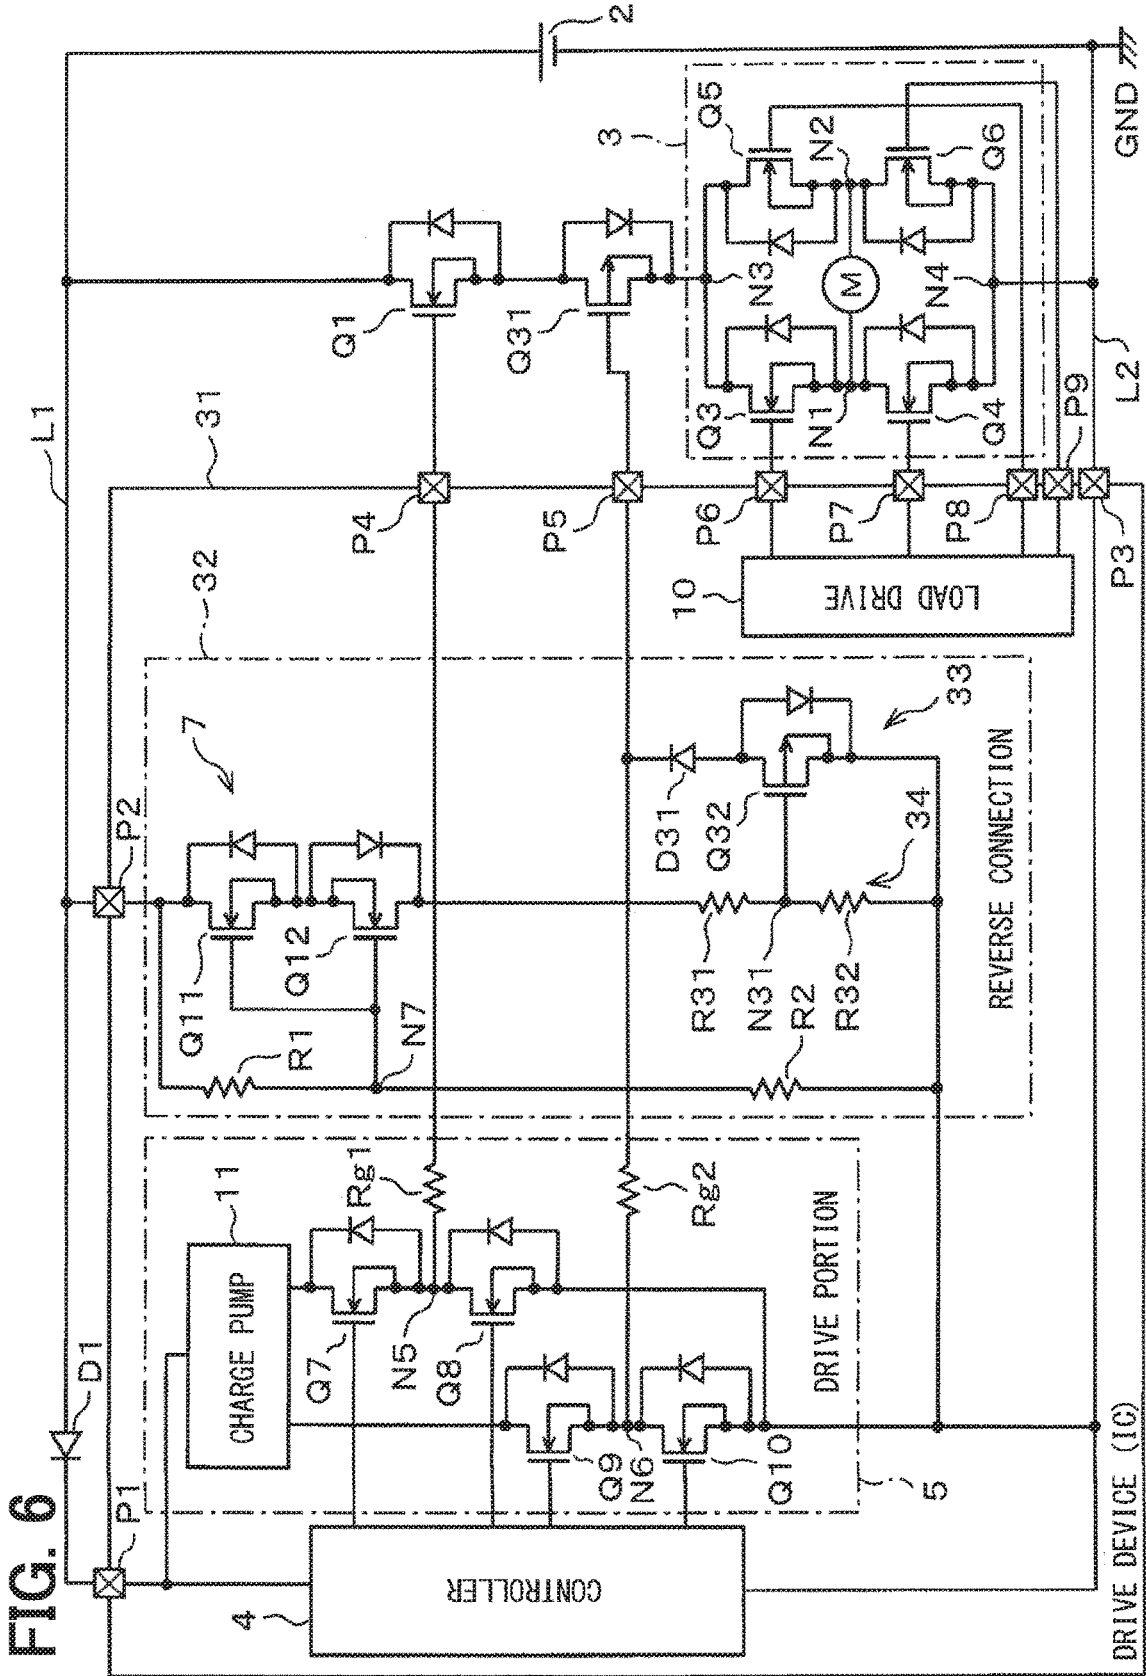 FIG. 6
L1
D1
P1
P2
2
31
32
CHARGE PUMP
11
7
Q11
R1
Q12
N7
Q1
P4
Rg1
Q7
N5
Q8
Q31
P5
Rg2
Q9
N6
Q10
D31
Q32
33
34
R31
N31
R2
R32
3
Q5
N2
N3
Q3
N1
M
N4
Q4
Q6
P6
P7
P8
P9
P3
L2
GND
10
LOAD DRIVE
4
CONTROLLER
5
DRIVE PORTION
REVERSE CONNECTION
DRIVE DEVICE (IC)